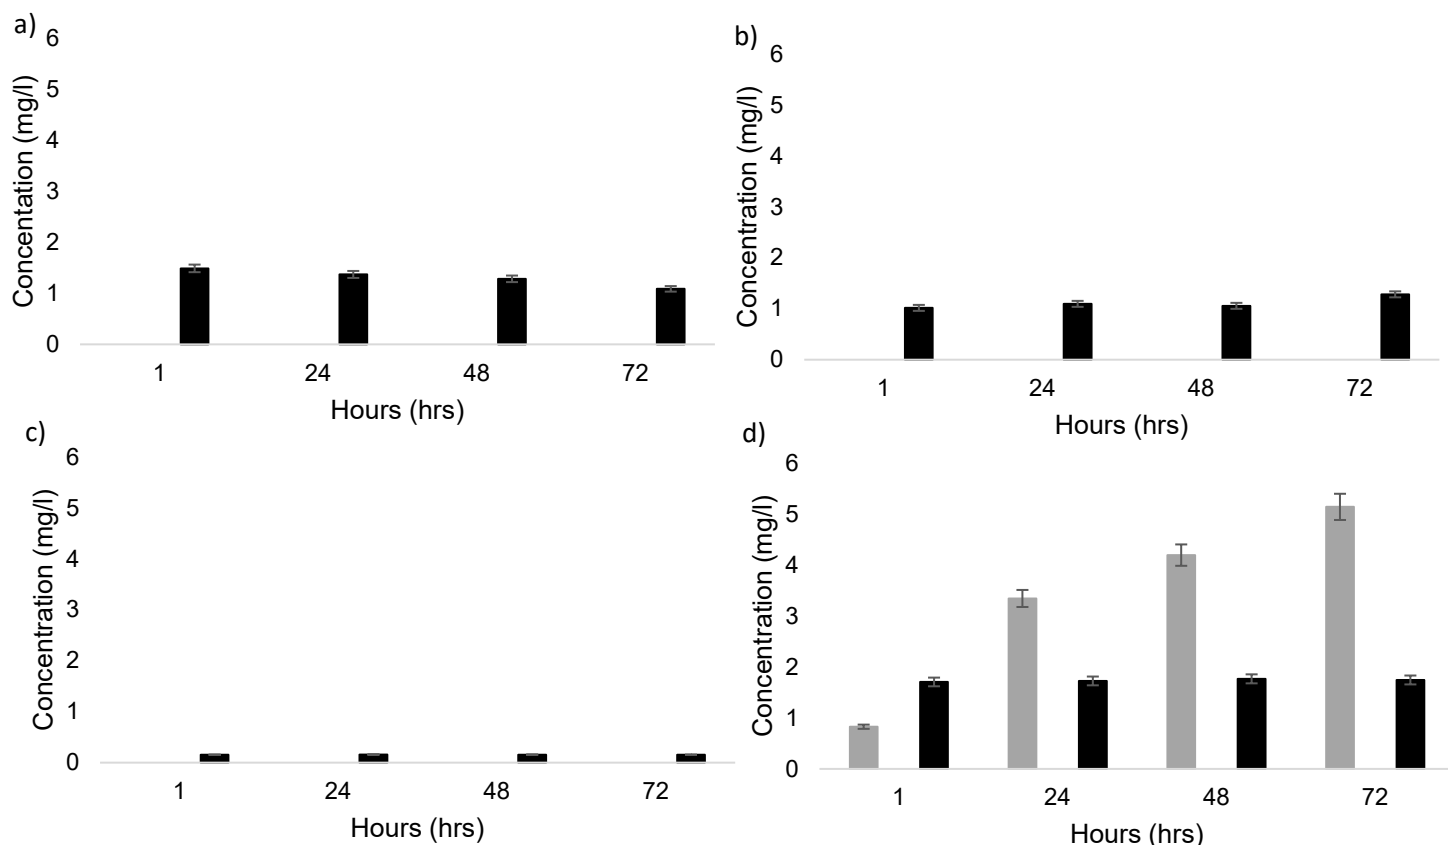 a)
6
5
4
3
2
1
0
Concentation (mg/l)
1 24 48 72
Hours (hrs)
b)
6
5
4
3
2
1
0
Concentration (mg/l)
1 24 48 72
Hours (hrs)
c)
6
5
4
3
2
1
0
Concentration (mg/l)
1 24 48 72
Hours (hrs)
d)
6
5
4
3
2
1
0
Concentration (mg/l)
1 24 48 72
Hours (hrs)